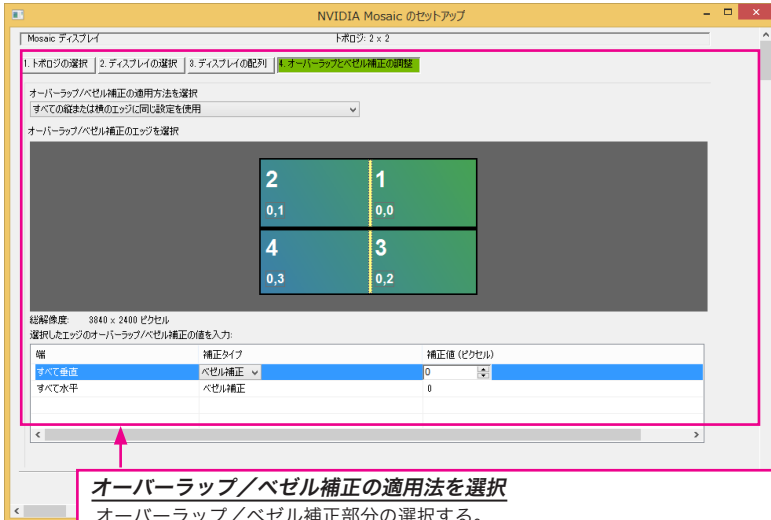 NVIDIA Mosaic のセットアップ
Mosaic ディスプレイ トポロジ: 2 x 2
1. トポロジの選択 2. ディスプレイの選択 3. ディスプレイの配列 4. オーバーラップとベゼル補正の調整
オーバーラップ/ベゼル補正の適用方法を選択
すべての縦または横のエッジに同じ設定を使用
オーバーラップ/ベゼル補正のエッジを選択
2 1
0,1 0,0
4 3
0,3 0,2
総解像度: 3840 x 2400 ピクセル
選択したエッジのオーバーラップ/ベゼル補正の値を入力:
端 補正タイプ 補正値 (ピクセル)
すべて垂直 ベゼル補正 0
すべて水平 ベゼル補正 0
オーバーラップ／ベゼル補正の適用法を選択
オーバーラップ／ベゼル補正部分の選択する。